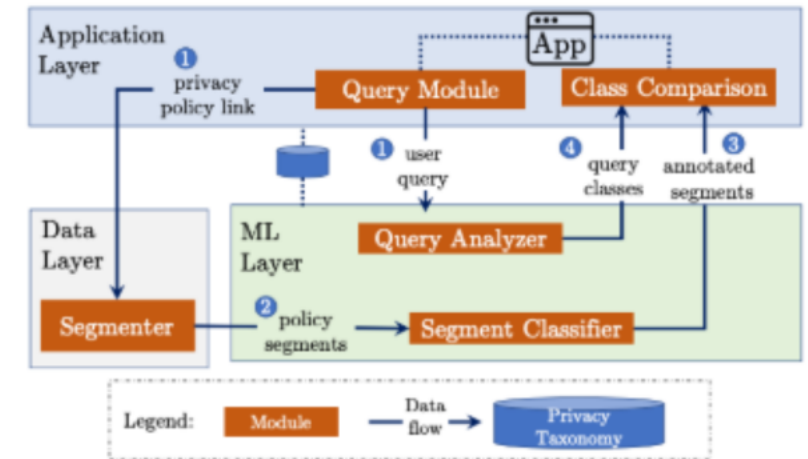 Application
Layer
App
1
privacy
policy link
Query Module
Class Comparison
1
user
query
4
query
classes
3
annotated
segments
Data
Layer
ML
Layer
Query Analyzer
Segmenter
2
policy
segments
Segment Classifier
Legend:
Module
Data
flow
Privacy
Taxonomy